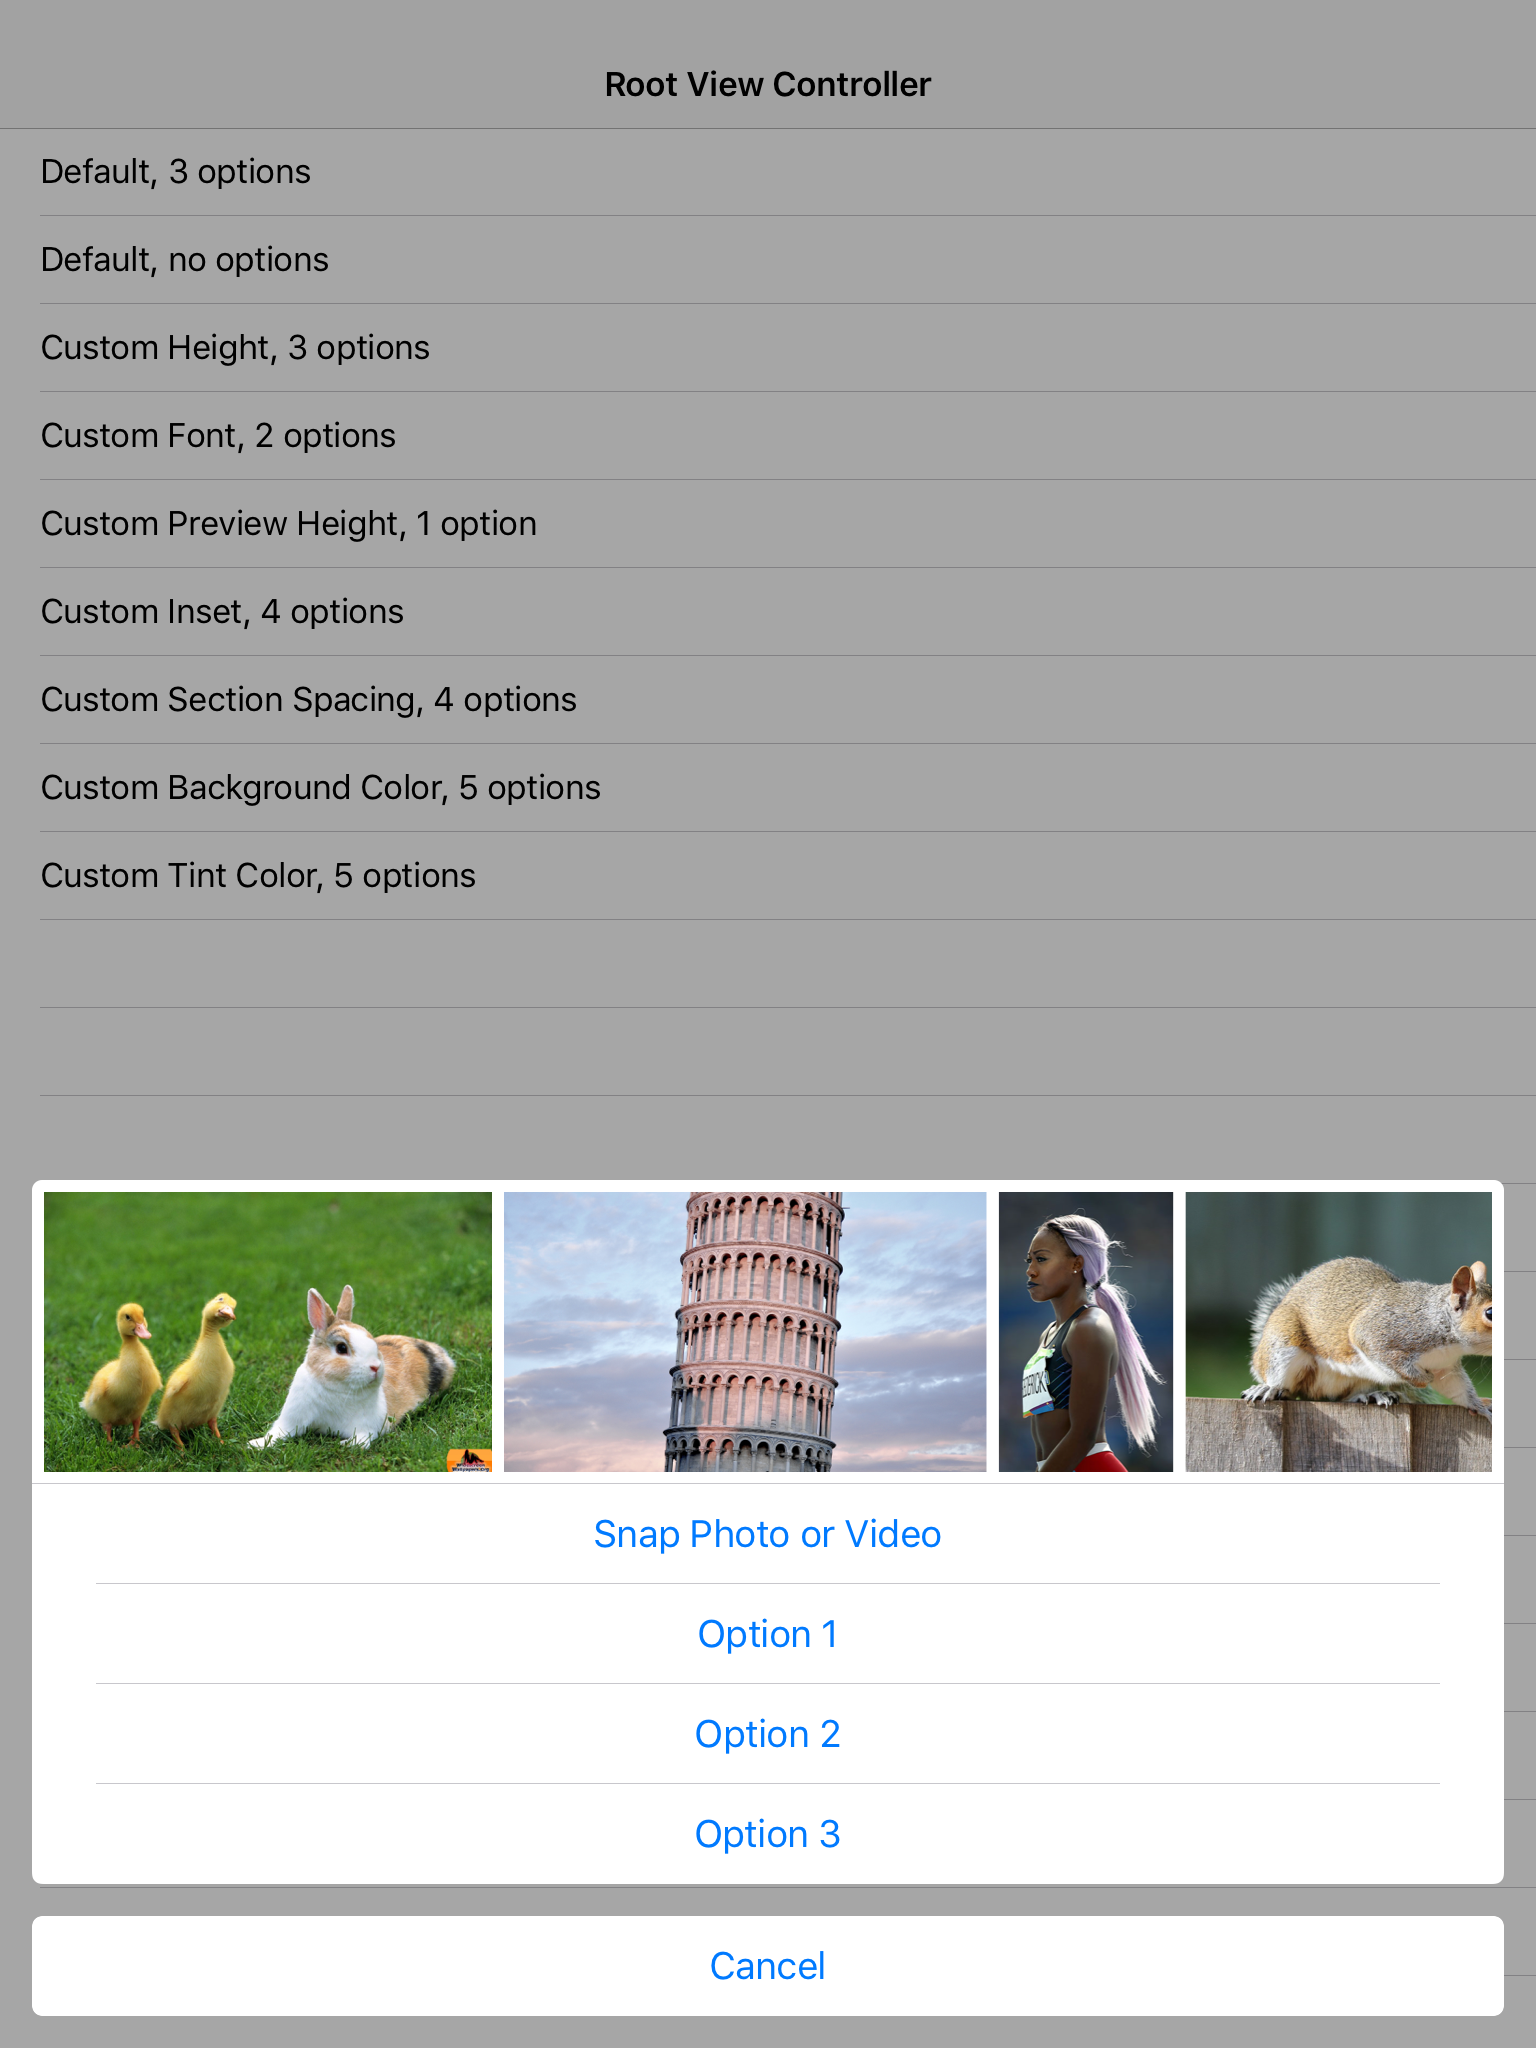 Root View Controller
Default, 3 options
Default, no options
Custom Height, 3 options
Custom Font, 2 options
Custom Preview Height, 1 option
Custom Inset, 4 options
Custom Section Spacing, 4 options
Custom Background Color, 5 options
Custom Tint Color, 5 options
Snap Photo or Video
Option 1
Option 2
Option 3
Cancel